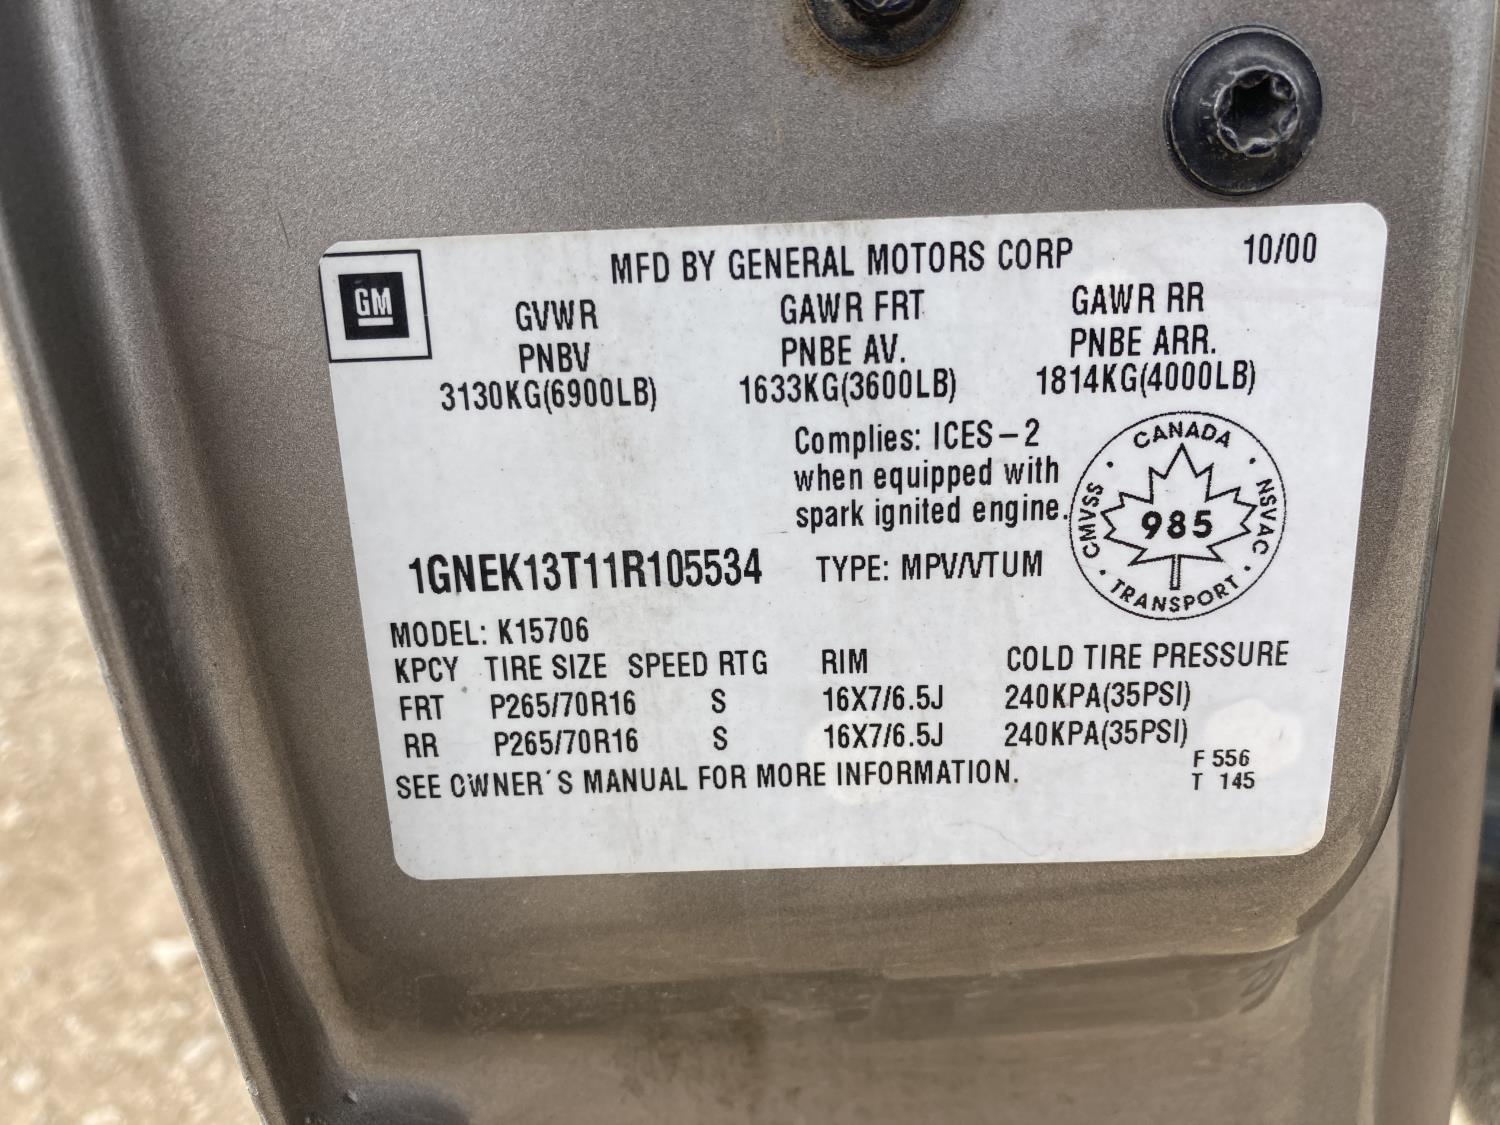 GM
MFD BY GENERAL MOTORS CORP 10/00
GVWR GAWR FRT GAWR RR
PNBV PNBE AV. PNBE ARR.
3130KG(6900LB) 1633KG(3600LB) 1814KG(4000LB)
Complies: ICES-2
when equipped with
spark ignited engine.
CANADA
CMVSS 985 NSVAC
TRANSPORT
1GNEK13T11R105534 TYPE: MPV/VTUM
MODEL: K15706
KPCY TIRE SIZE SPEED RTG RIM COLD TIRE PRESSURE
FRT P265/70R16 S 16X7/6.5J 240KPA(35PSI)
RR P265/70R16 S 16X7/6.5J 240KPA(35PSI)
SEE OWNER'S MANUAL FOR MORE INFORMATION.
F 556
T 145